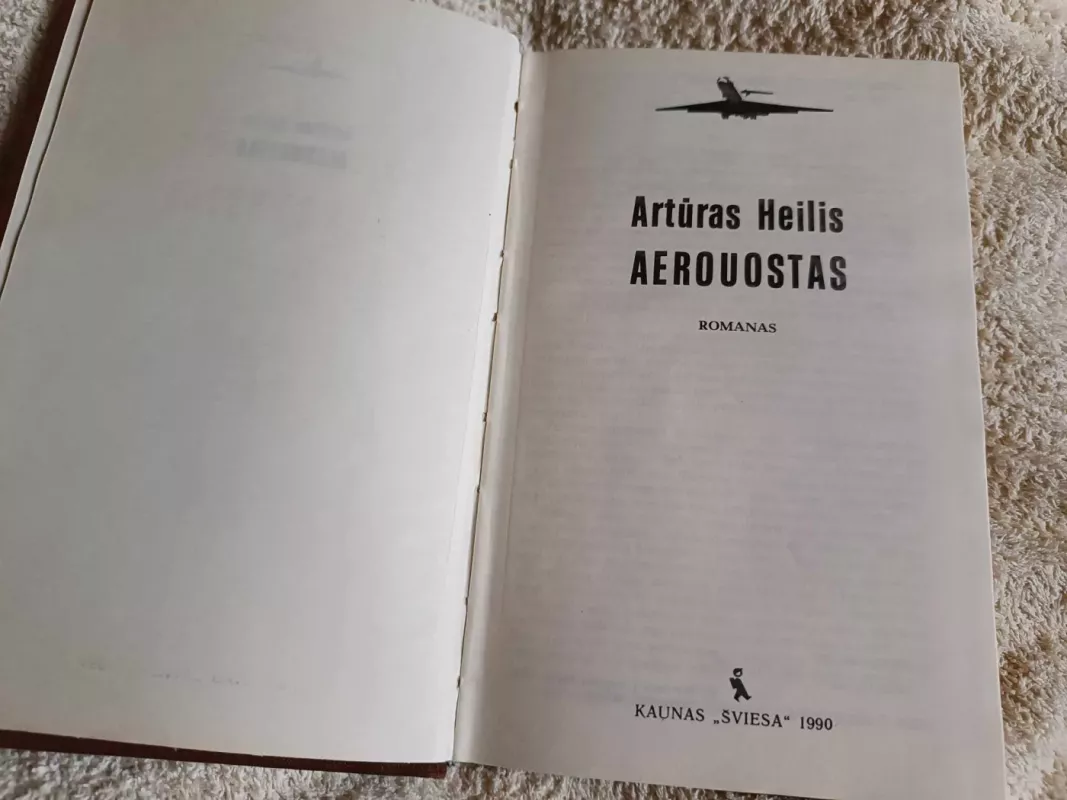 Artūras Heilis
AEROUOSTAS
ROMANAS
KAUNAS „ŠVIESA“ 1990